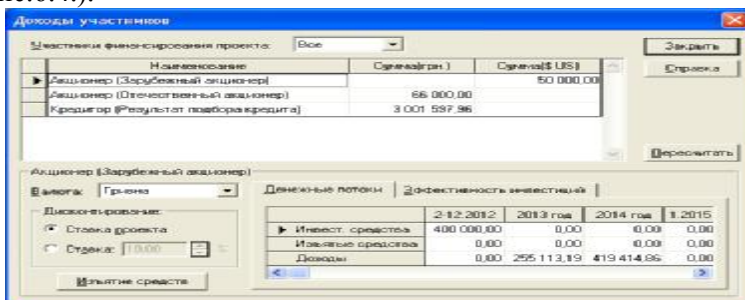 Доходы участников
Участники финансирования проекта: Все
Закрыть
Наименование Сумма(грн.) Сумма($ US)
Справка
Акционер (Зарубежный акционер) 50 000,00
Акционер (Отечественный акционер) 66 000,00
Кредитор (Результат подбора кредита) 3 001 597,96
Пересчитать
Акционер (Зарубежный акционер)
Валюта: Гривна
Денежные потоки Эффективность инвестиций
Дисконтирование:
2-12.2012 2013 год 2014 год 1.2015
Ставка проекта
Инвест. средства 400 000,00 0,00 0,00 0,00
Ставка: 10,00 %
Изъятые средства 0,00 0,00 0,00 0,00
Доходы 0,00 255 113,19 419 414,86 0,00
Изъятие средств